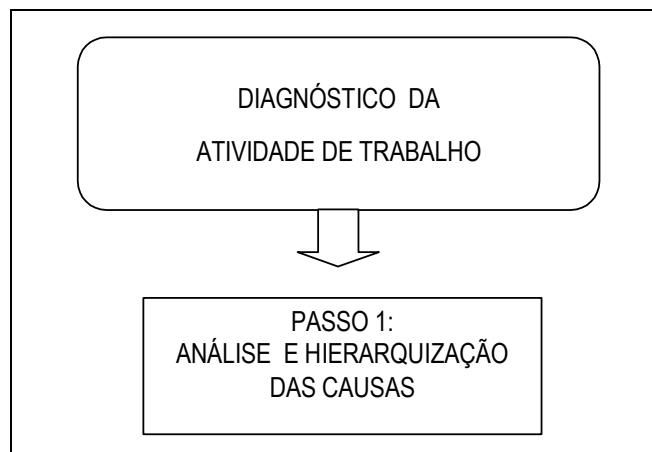 DIAGNÓSTICO DA
ATIVIDADE DE TRABALHO
PASSO 1:
ANÁLISE E HIERARQUIZAÇÃO
DAS CAUSAS